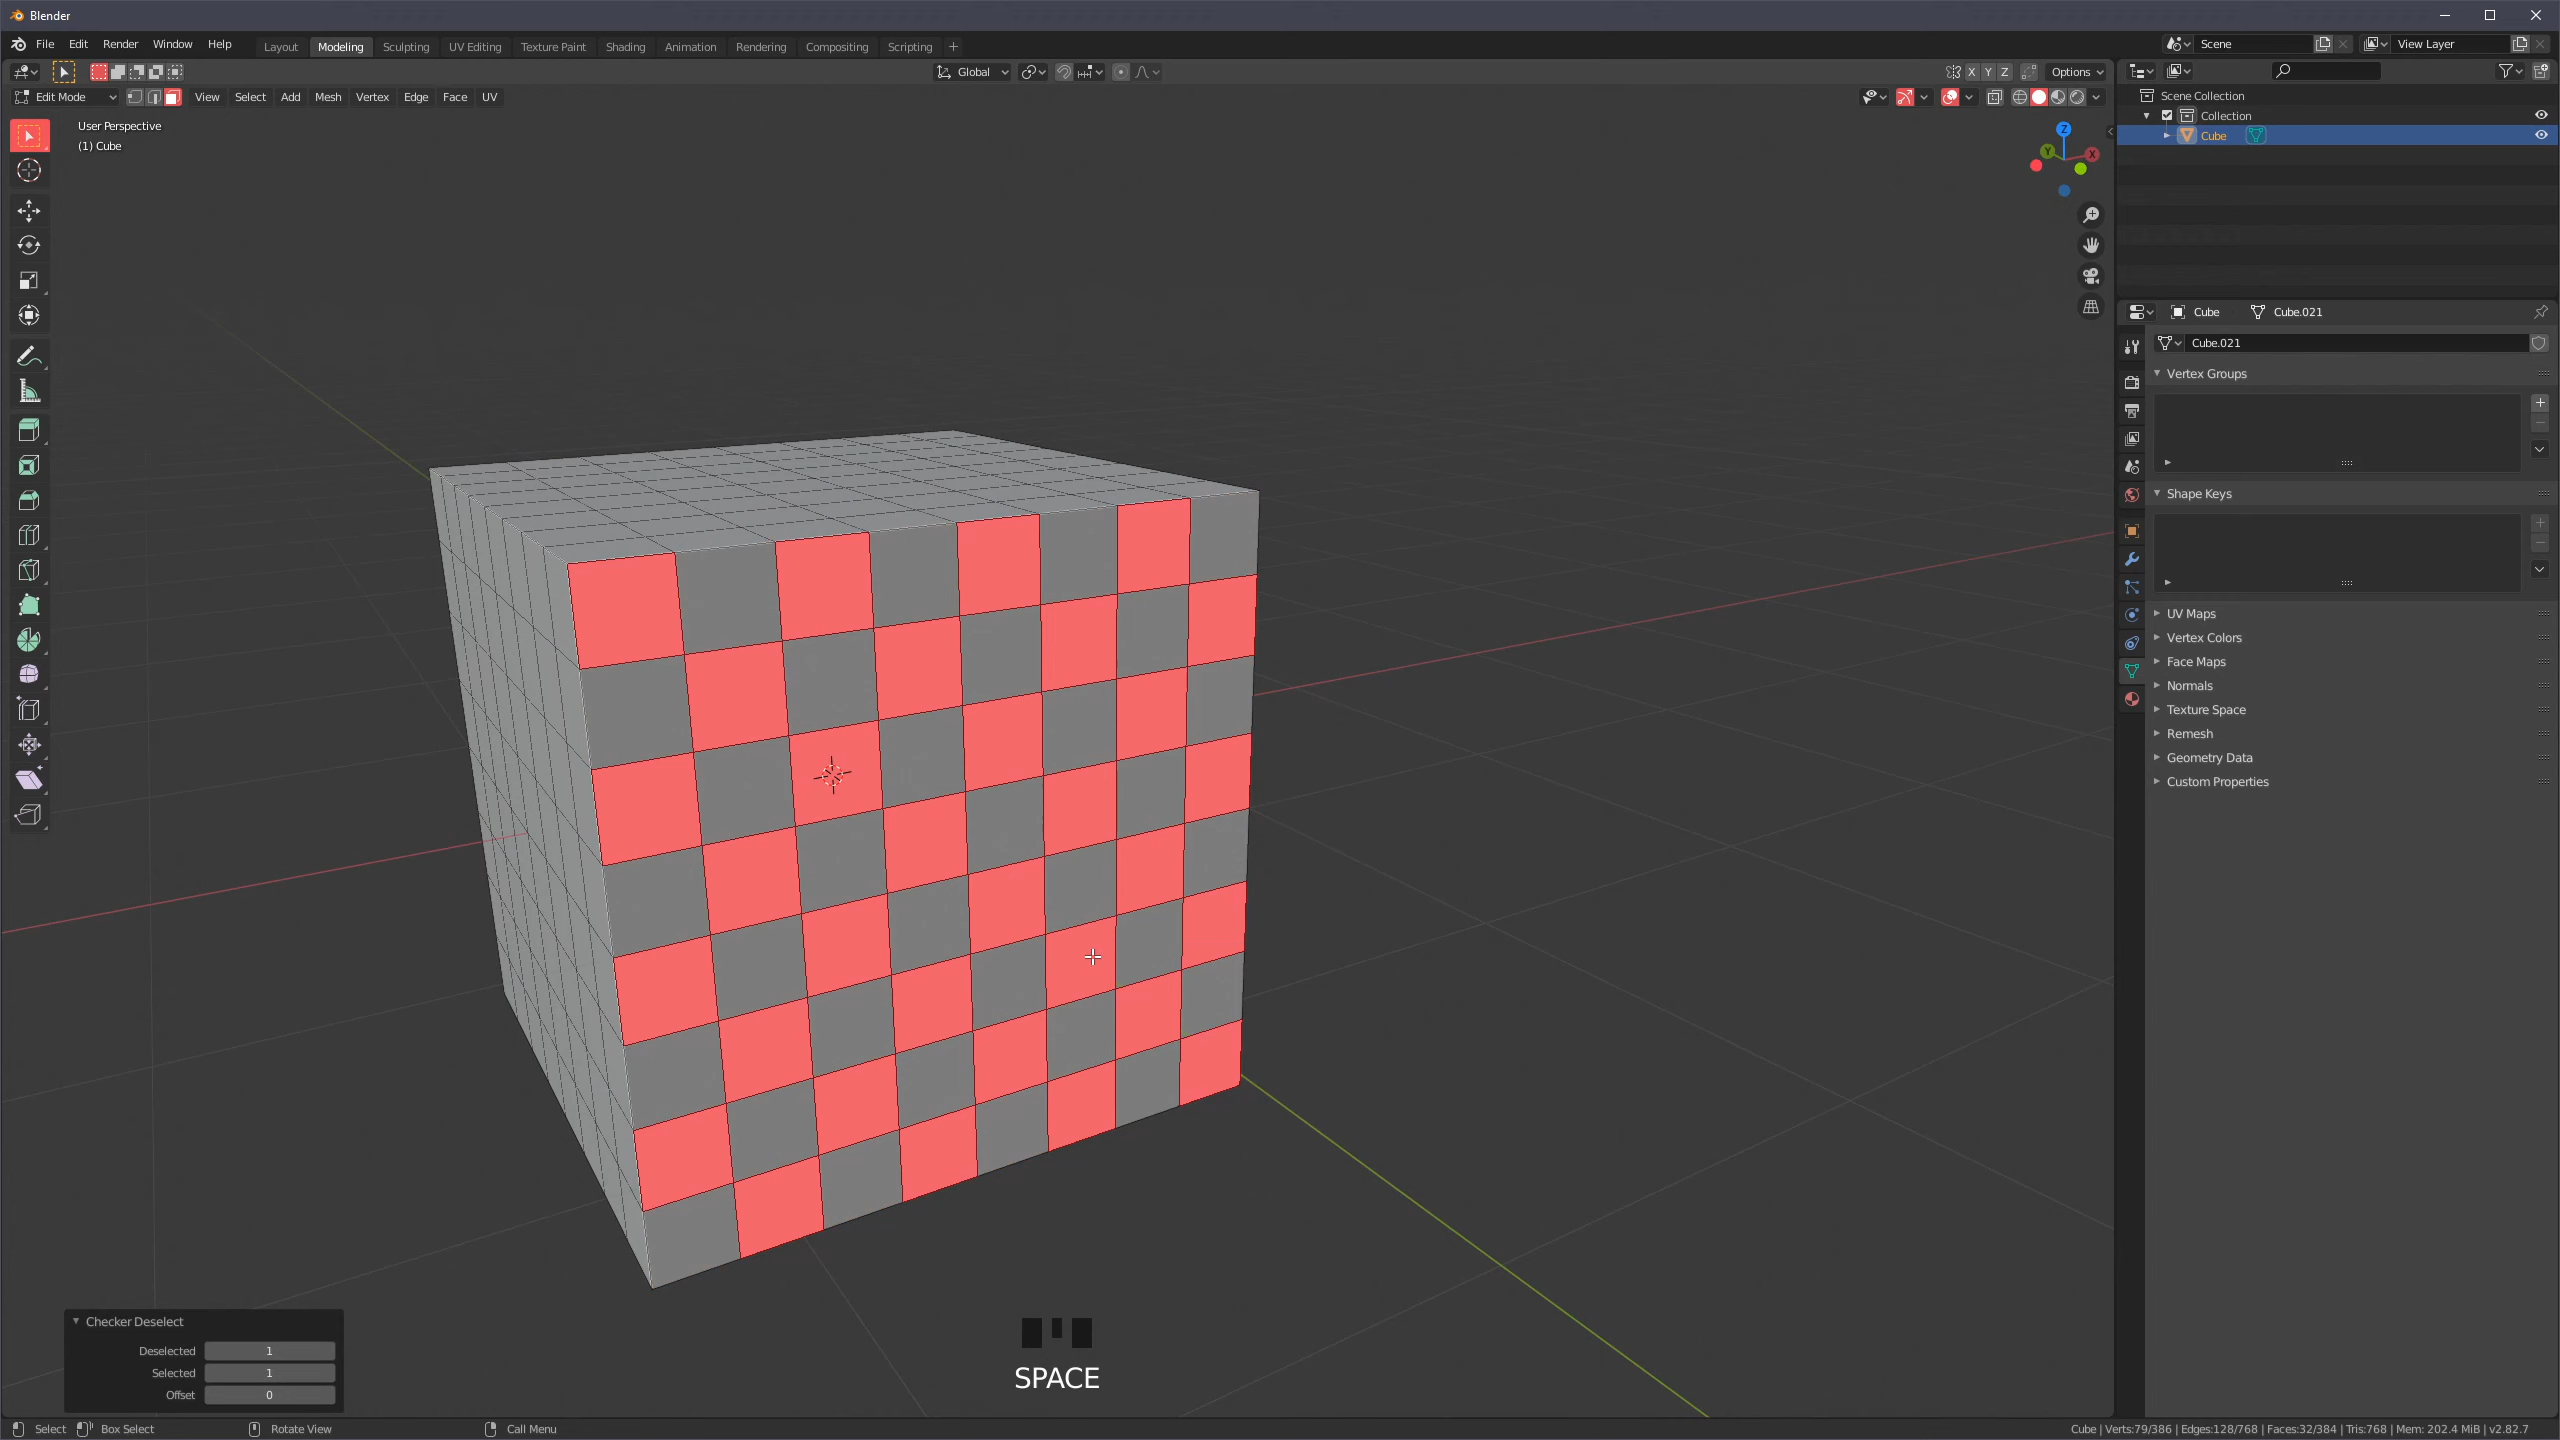 Blender
File Edit Render Window Help
Layout Modeling Sculpting UV Editing Texture Paint Shading Animation Rendering Compositing Scripting +
Scene
View Layer
Global
X Y Z
Options
Edit Mode
View Select Add Mesh Vertex Edge Face UV
User Perspective
(1) Cube
Z
Y
X
Scene Collection
Collection
Cube
Cube
Cube.021
Cube.021
Vertex Groups
Shape Keys
UV Maps
Vertex Colors
Face Maps
Normals
Texture Space
Remesh
Geometry Data
Custom Properties
Checker Deselect
Deselected 1
Selected 1
Offset 0
SPACE
Select
Box Select
Rotate View
Call Menu
Cube | Verts:79/386 | Edges:128/768 | Faces:32/384 | Tris:768 | Mem: 202.4 MiB | v2.82.7